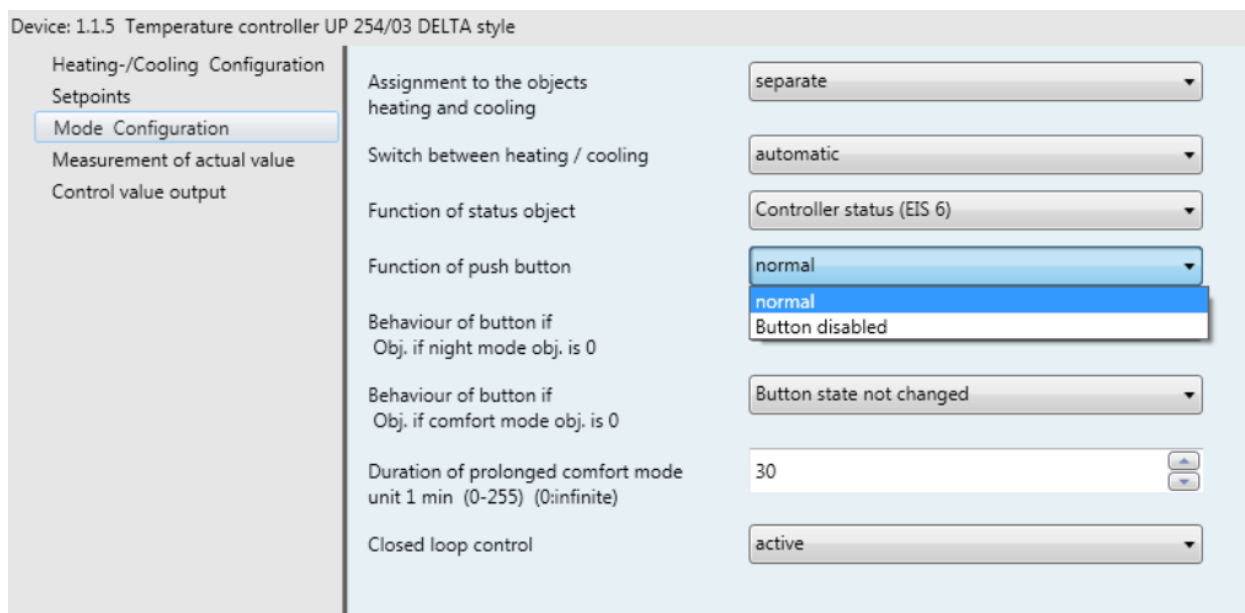 Device: 1.1.5 Temperature controller UP 254/03 DELTA style
Heating-/Cooling Configuration
Setpoints
Mode Configuration
Measurement of actual value
Control value output
Assignment to the objects
heating and cooling
separate
Switch between heating / cooling
automatic
Function of status object
Controller status (EIS 6)
Function of push button
normal
normal
Button disabled
Behaviour of button if
Obj. if night mode obj. is 0
Behaviour of button if
Obj. if comfort mode obj. is 0
Button state not changed
Duration of prolonged comfort mode
unit 1 min (0-255) (0:infinite)
30
Closed loop control
active